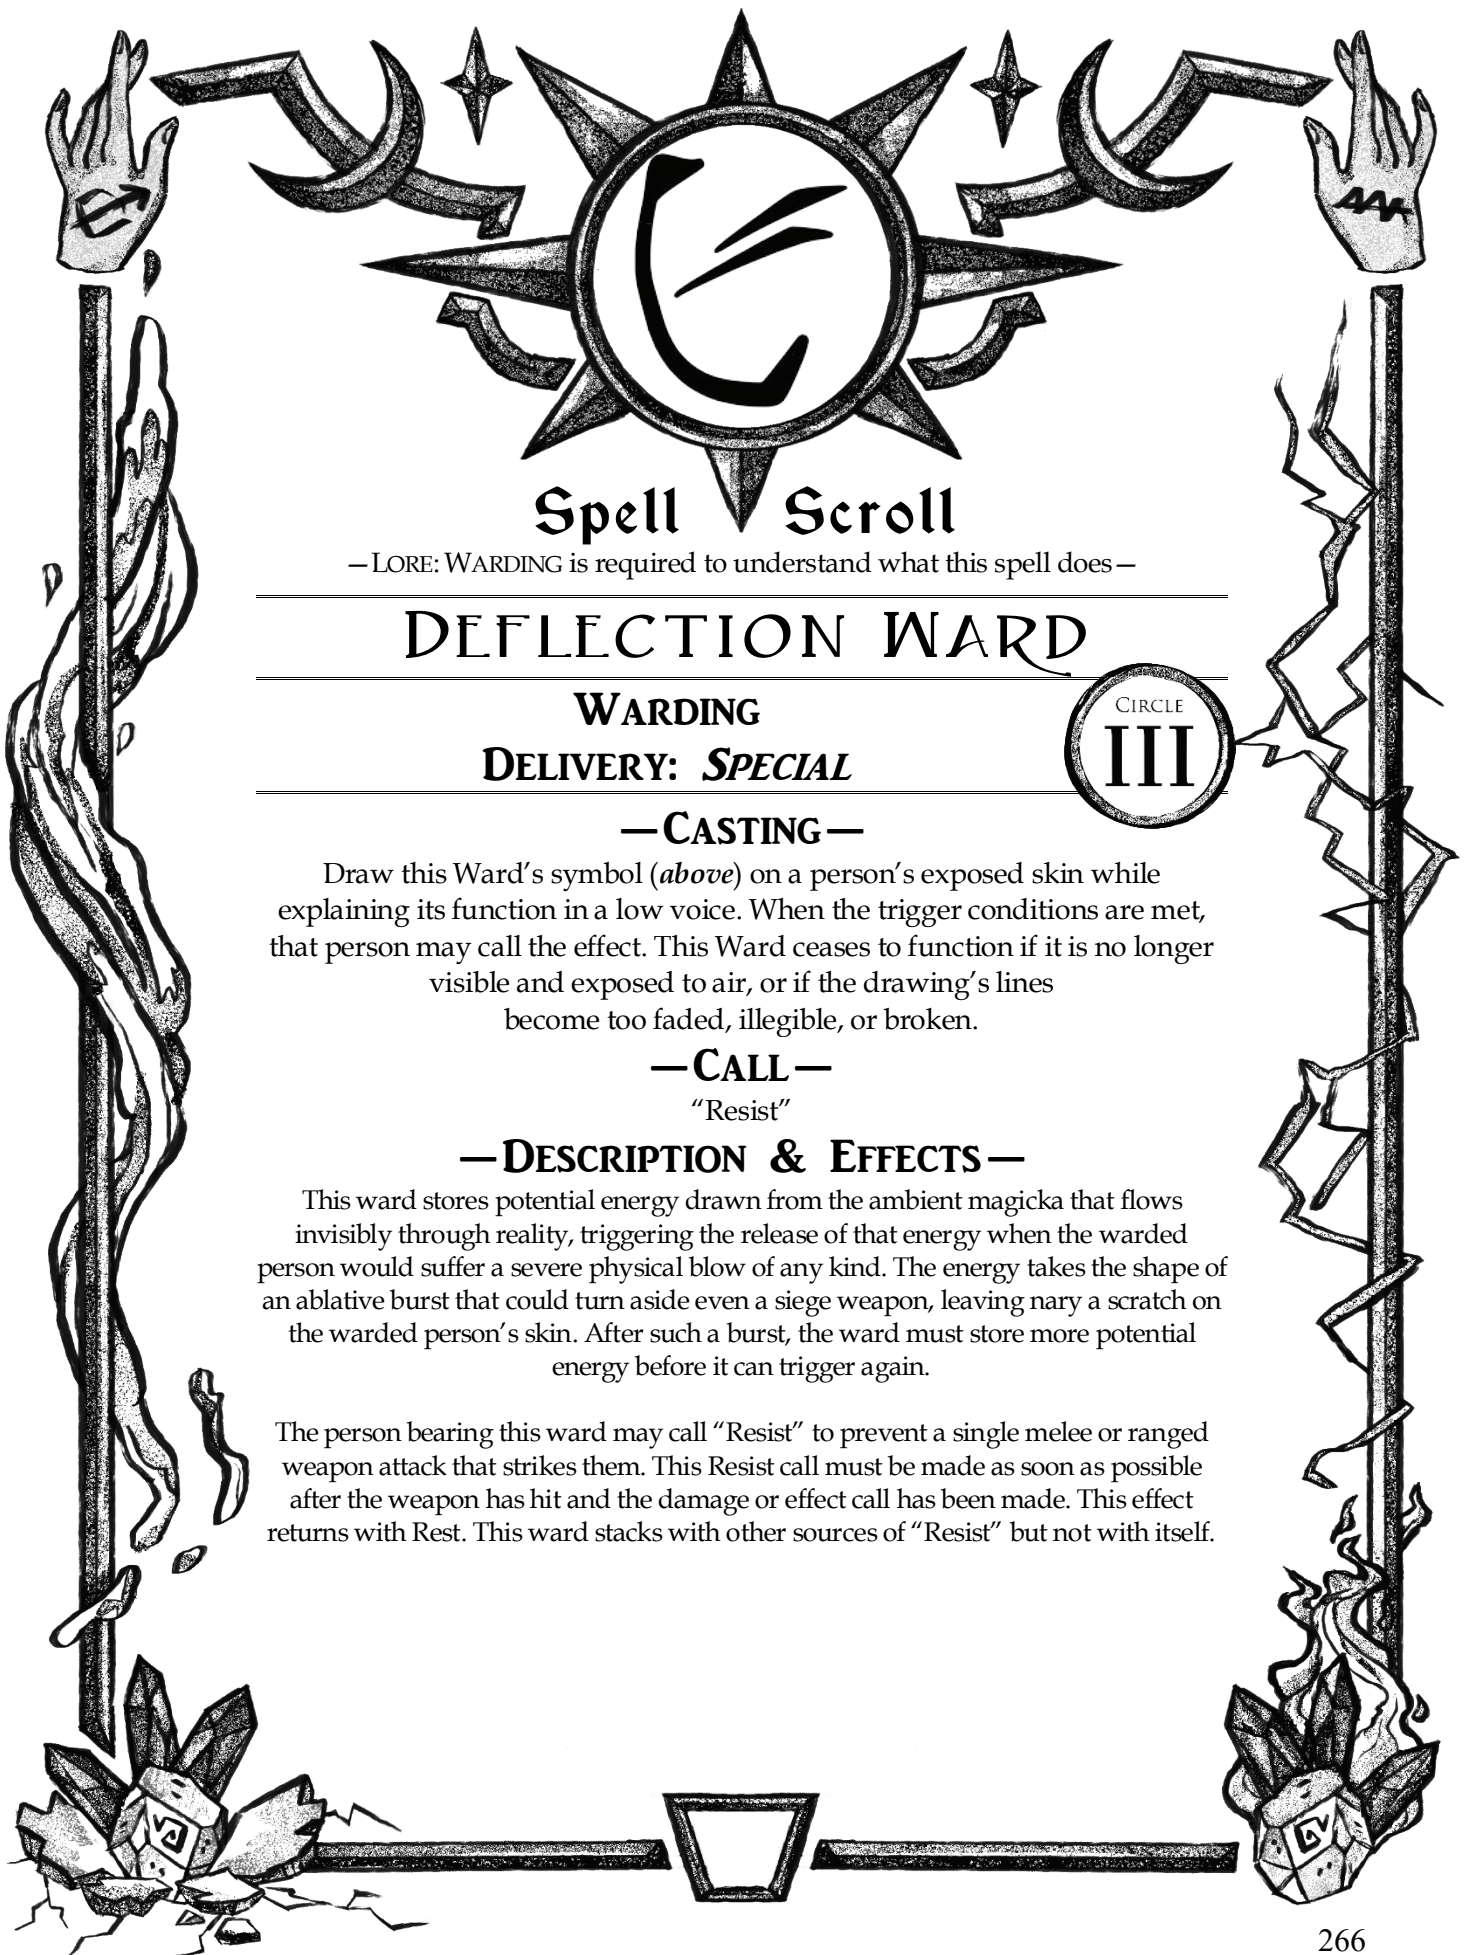 Spell Scroll
—LORE: WARDING is required to understand what this spell does—
DEFLECTION WARD
WARDING
DELIVERY: SPECIAL
CIRCLE
III
—CASTING—
Draw this Ward’s symbol (above) on a person’s exposed skin while
explaining its function in a low voice. When the trigger conditions are met,
that person may call the effect. This Ward ceases to function if it is no longer
visible and exposed to air, or if the drawing’s lines
become too faded, illegible, or broken.
—CALL—
“Resist”
—DESCRIPTION & EFFECTS—
This ward stores potential energy drawn from the ambient magicka that flows
invisibly through reality, triggering the release of that energy when the warded
person would suffer a severe physical blow of any kind. The energy takes the shape of
an ablative burst that could turn aside even a siege weapon, leaving nary a scratch on
the warded person’s skin. After such a burst, the ward must store more potential
energy before it can trigger again.
The person bearing this ward may call “Resist” to prevent a single melee or ranged
weapon attack that strikes them. This Resist call must be made as soon as possible
after the weapon has hit and the damage or effect call has been made. This effect
returns with Rest. This ward stacks with other sources of “Resist” but not with itself.
266